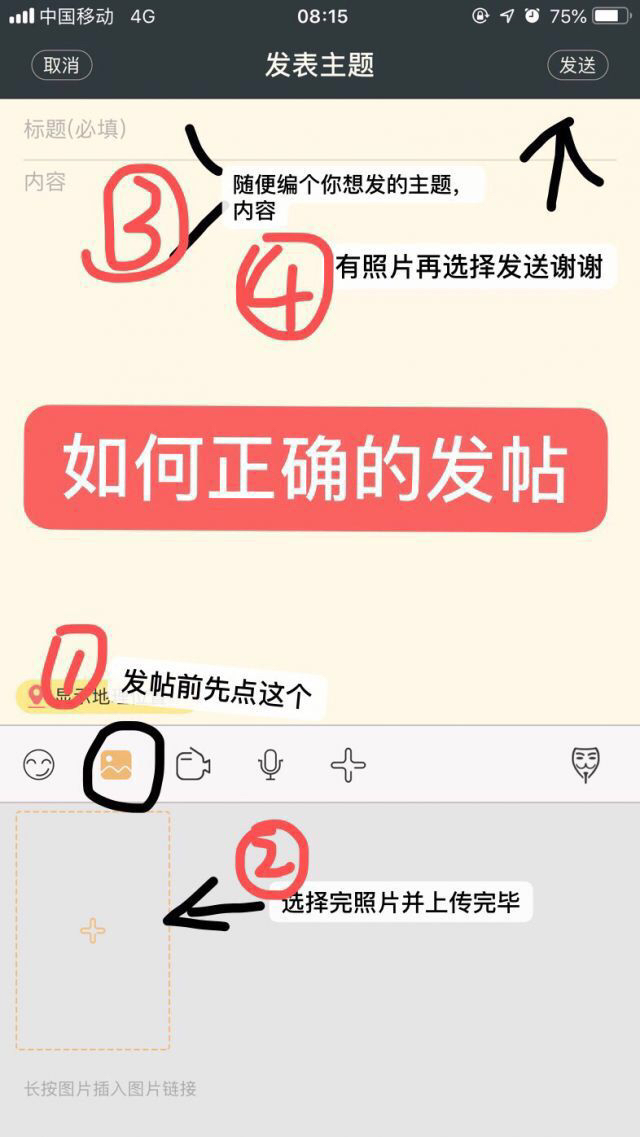 中国移动 4G 08:15 75%
取消 发表主题 发送
标题(必填)
内容
③
随便编个你想发的主题，
内容
④
有照片再选择发送谢谢
如何正确的发帖
①
发帖前先点这个
显示地理位置
②
选择完照片并上传完毕
长按图片插入图片链接